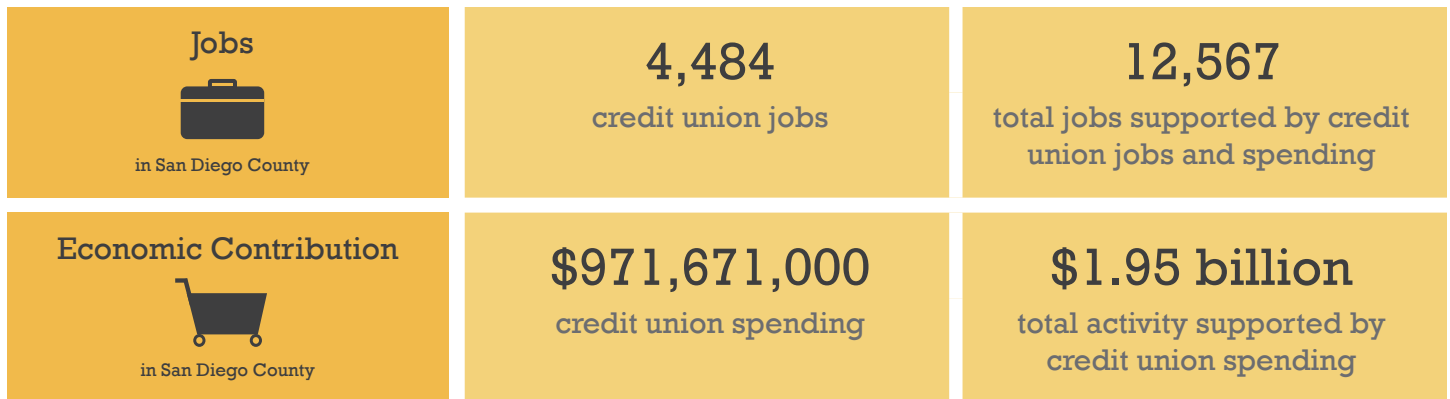 Jobs
in San Diego County
4,484
credit union jobs
12,567
total jobs supported by credit
union jobs and spending
Economic Contribution
in San Diego County
$971,671,000
credit union spending
$1.95 billion
total activity supported by
credit union spending